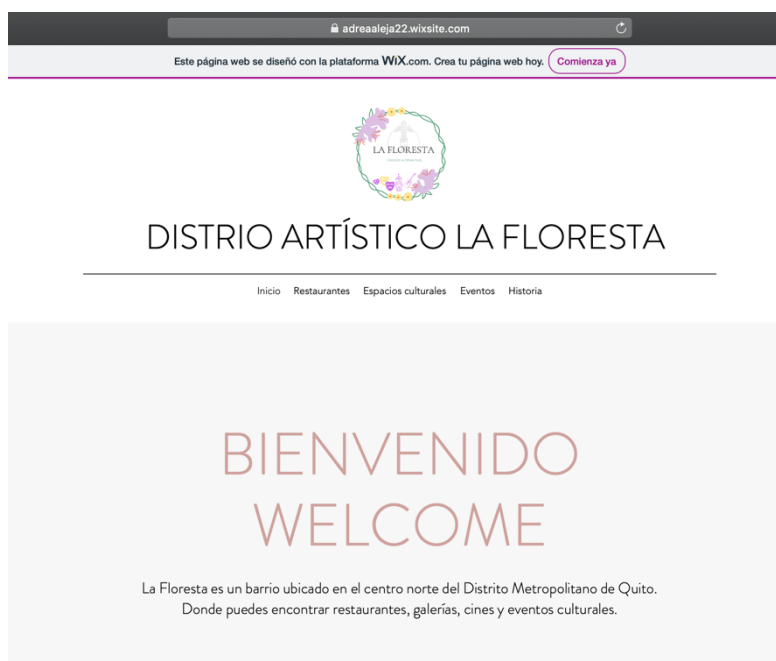 adreaaleja22.wixsite.com
Este página web se diseñó con la plataforma WiX.com. Crea tu página web hoy. Comienza ya
LA FLORESTA
DISTRIO ARTÍSTICO LA FLORESTA
Inicio Restaurantes Espacios culturales Eventos Historia
BIENVENIDO
WELCOME
La Floresta es un barrio ubicado en el centro norte del Distrito Metropolitano de Quito.
Donde puedes encontrar restaurantes, galerías, cines y eventos culturales.